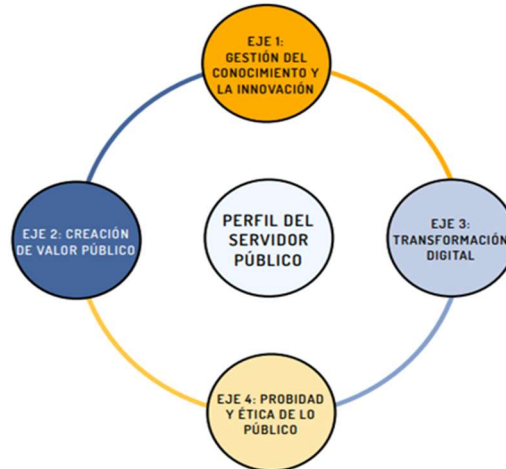 EJE 1:
GESTIÓN DEL
CONOCIMIENTO Y
LA INNOVACIÓN
EJE 2: CREACIÓN
DE VALOR PÚBLICO
PERFIL DEL
SERVIDOR
PÚBLICO
EJE 3:
TRANSFORMACIÓN
DIGITAL
EJE 4: PROBIDAD
Y ÉTICA DE LO
PÚBLICO